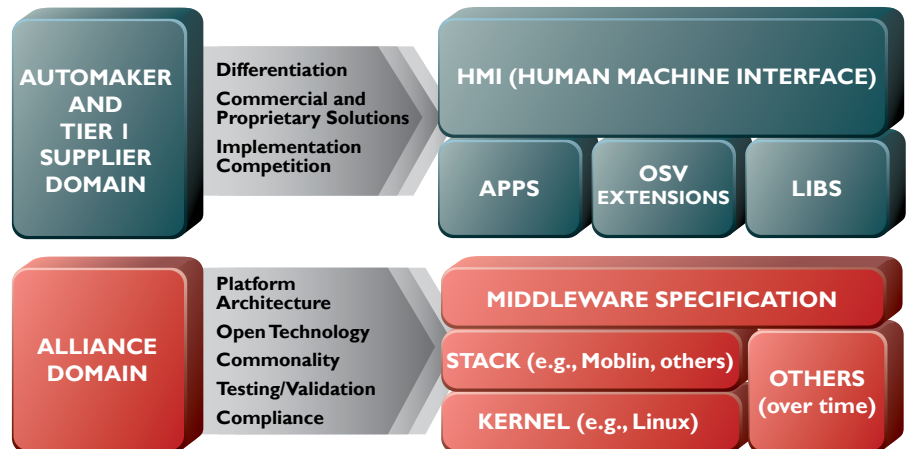 AUTOMAKER
AND
TIER 1
SUPPLIER
DOMAIN
Differentiation
Commercial and
Proprietary Solutions
Implementation
Competition
HMI (HUMAN MACHINE INTERFACE)
APPS
OSV
EXTENSIONS
LIBS
ALLIANCE
DOMAIN
Platform
Architecture
Open Technology
Commonality
Testing/Validation
Compliance
MIDDLEWARE SPECIFICATION
STACK (e.g., Moblin, others)
KERNEL (e.g., Linux)
OTHERS
(over time)